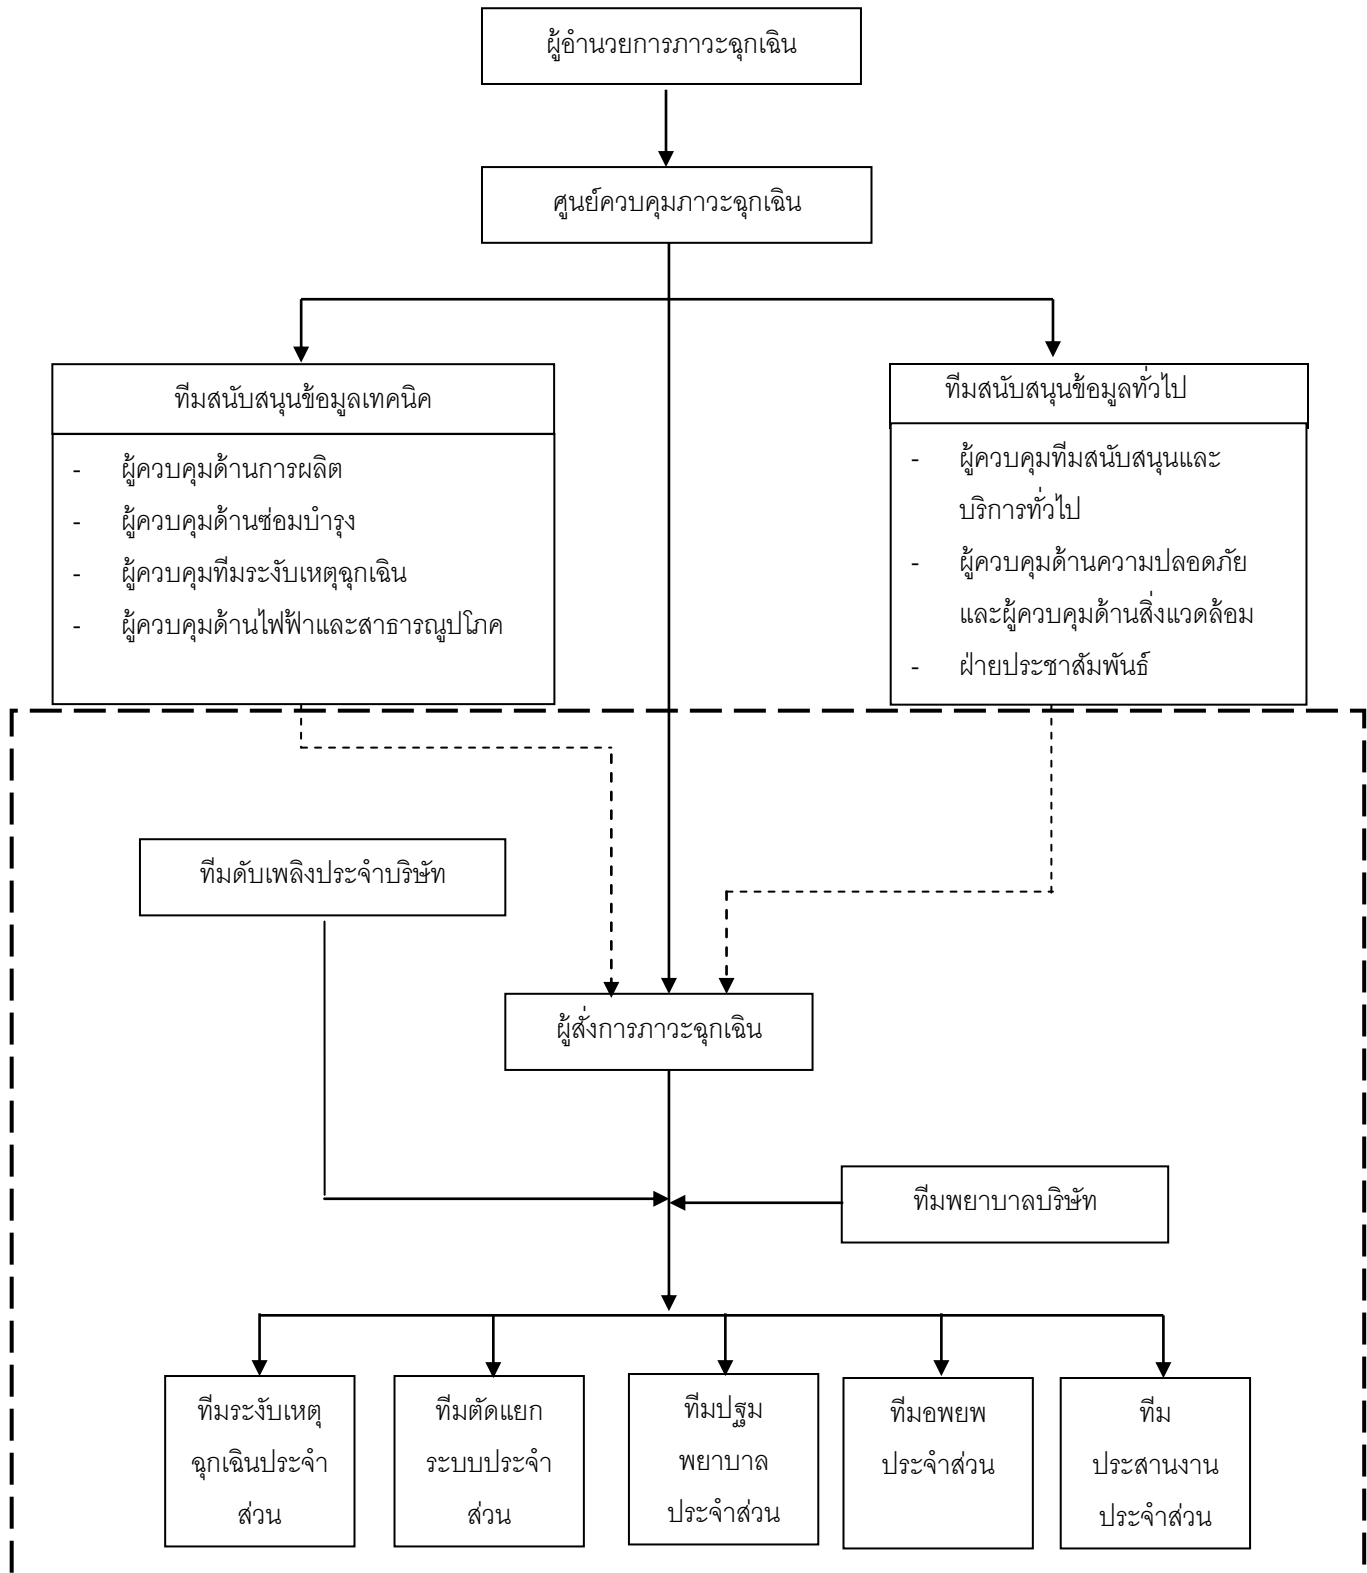 ผู้อำนวยการภาวะฉุกเฉิน
ศูนย์ควบคุมภาวะฉุกเฉิน
ทีมสนับสนุนข้อมูลเทคนิค
- ผู้ควบคุมด้านการผลิต
- ผู้ควบคุมด้านซ่อมบำรุง
- ผู้ควบคุมทีมระงับเหตุฉุกเฉิน
- ผู้ควบคุมด้านไฟฟ้าและสาธารณูปโภค
ทีมสนับสนุนข้อมูลทั่วไป
- ผู้ควบคุมทีมสนับสนุนและ
บริการทั่วไป
- ผู้ควบคุมด้านความปลอดภัย
และผู้ควบคุมด้านสิ่งแวดล้อม
- ฝ่ายประชาสัมพันธ์
ทีมดับเพลิงประจำบริษัท
ผู้สั่งการภาวะฉุกเฉิน
ทีมพยาบาลบริษัท
ทีมระงับเหตุ
ฉุกเฉินประจำ
ส่วน
ทีมตัดแยก
ระบบประจำ
ส่วน
ทีมปฐม
พยาบาล
ประจำส่วน
ทีมอพยพ
ประจำส่วน
ทีม
ประสานงาน
ประจำส่วน